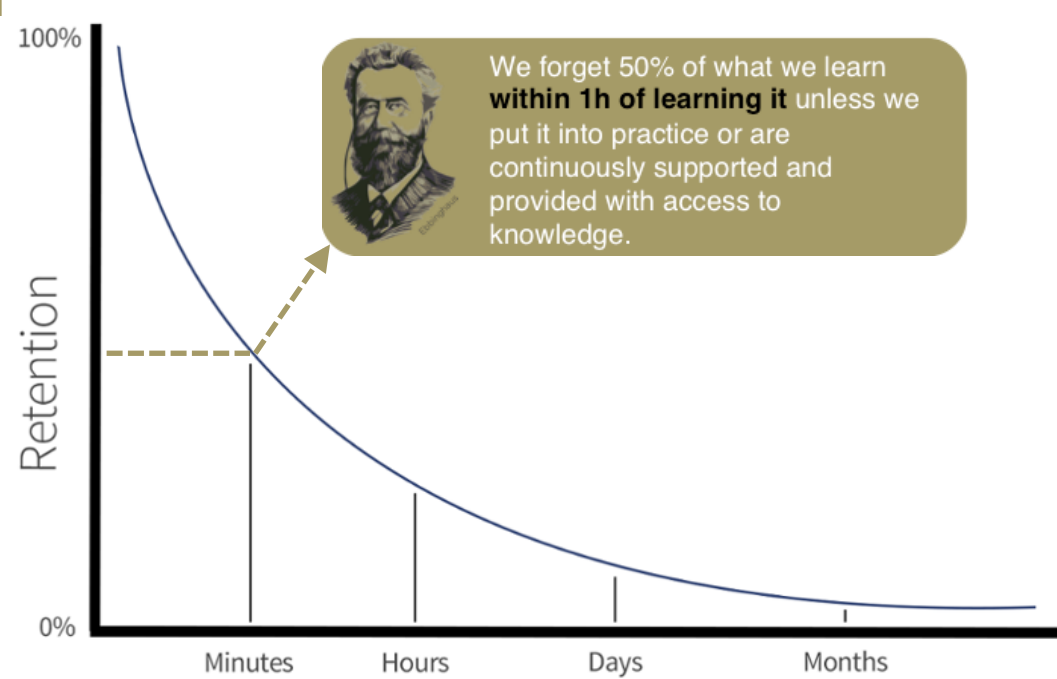 100%
We forget 50% of what we learn
within 1h of learning it unless we
put it into practice or are
continuously supported and
provided with access to
knowledge.
Ebbinghaus
Retention
0%
Minutes
Hours
Days
Months